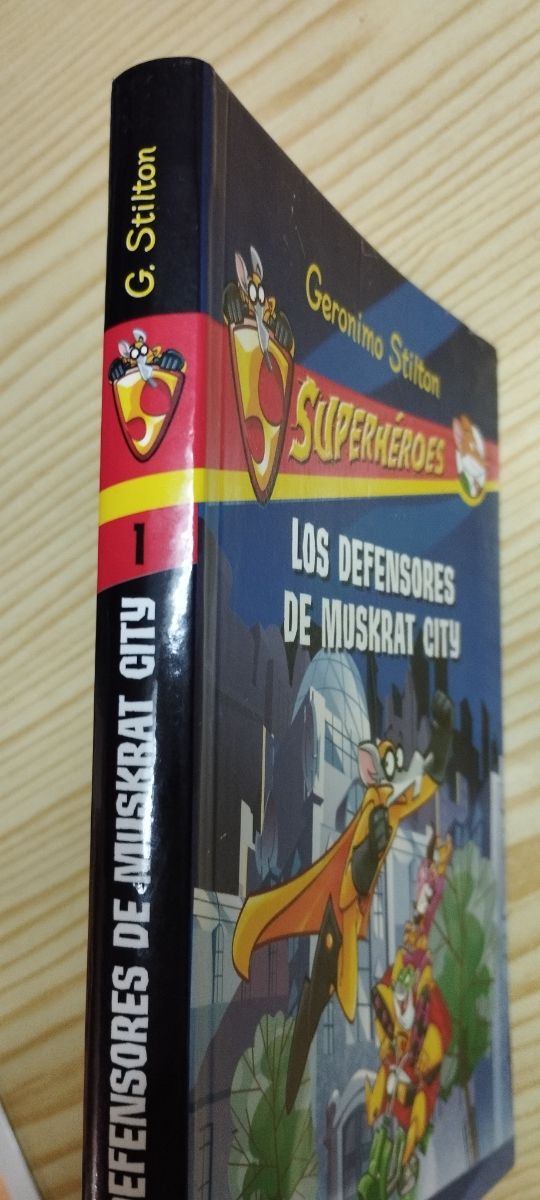 G. Stilton
1
DEFENSORES DE MUSKRAT CITY
Geronimo Stilton
SUPERHÉROES
LOS DEFENSORES
DE MUSKRAT CITY